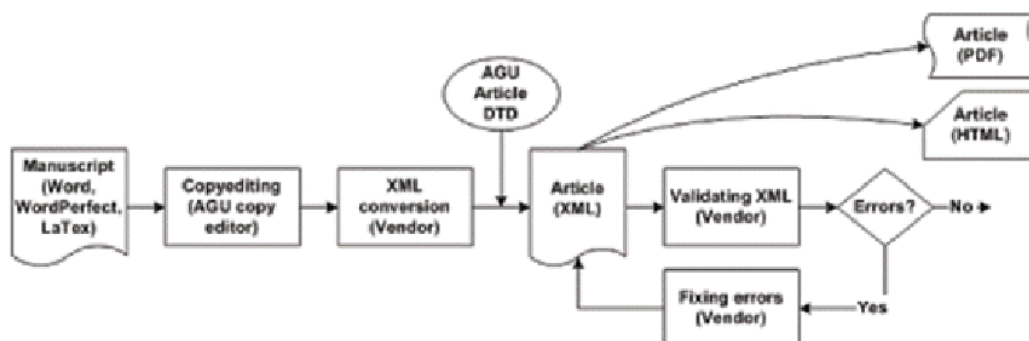 Article
(PDF)
AGU
Article
DTD
Article
(HTML)
Manuscript
(Word,
WordPerfect,
LaTex)
Copyediting
(AGU copy
editor)
XML
conversion
(Vendor)
Article
(XML)
Validating XML
(Vendor)
Errors?
No
Fixing errors
(Vendor)
Yes